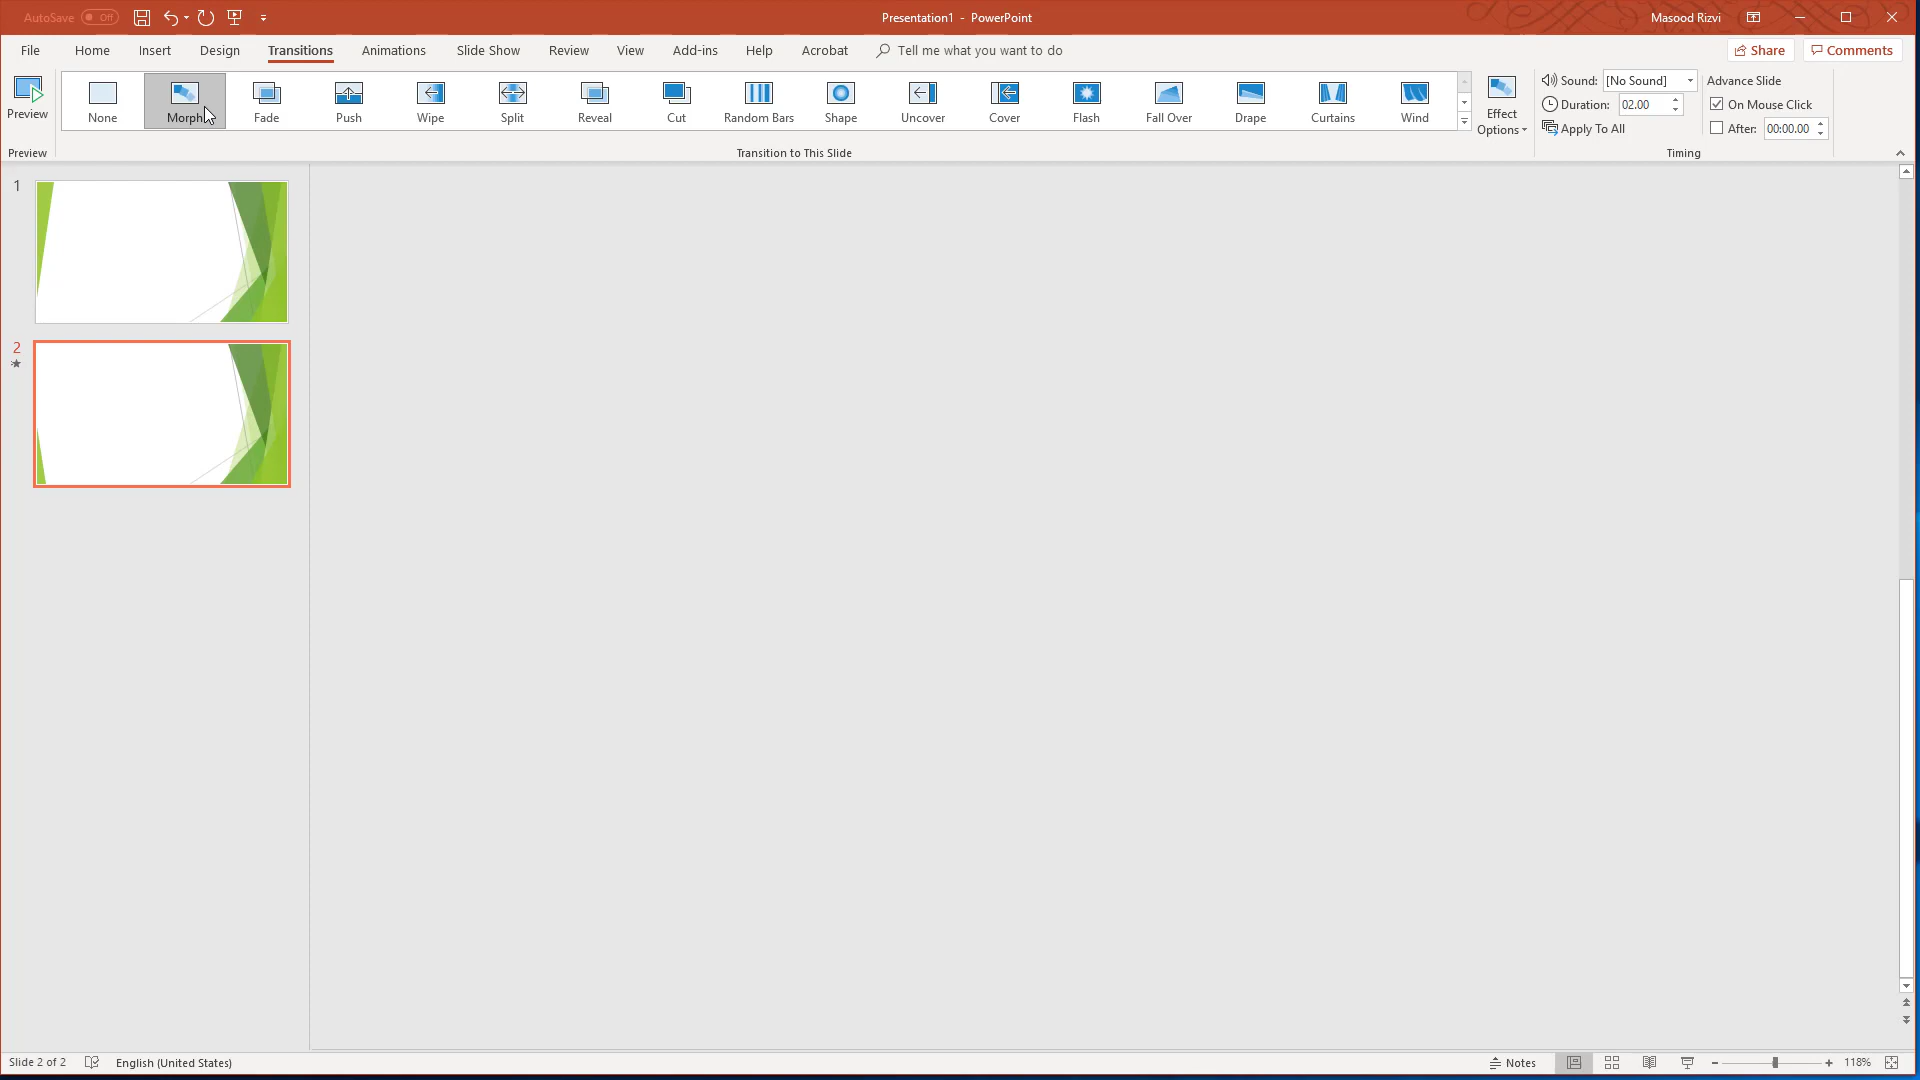 AutoSave Off
Presentation1 - PowerPoint
Masood Rizvi
File Home Insert Design Transitions Animations Slide Show Review View Add-ins Help Acrobat Tell me what you want to do
Share Comments
Preview
None Morph Fade Push Wipe Split Reveal Cut Random Bars Shape Uncover Cover Flash Fall Over Drape Curtains Wind
Effect
Options
Sound: [No Sound]
Duration: 02.00
Apply To All
Advance Slide
On Mouse Click
After: 00:00.00
Preview
Transition to This Slide
Timing
1
2
Slide 2 of 2 English (United States)
Notes
118%